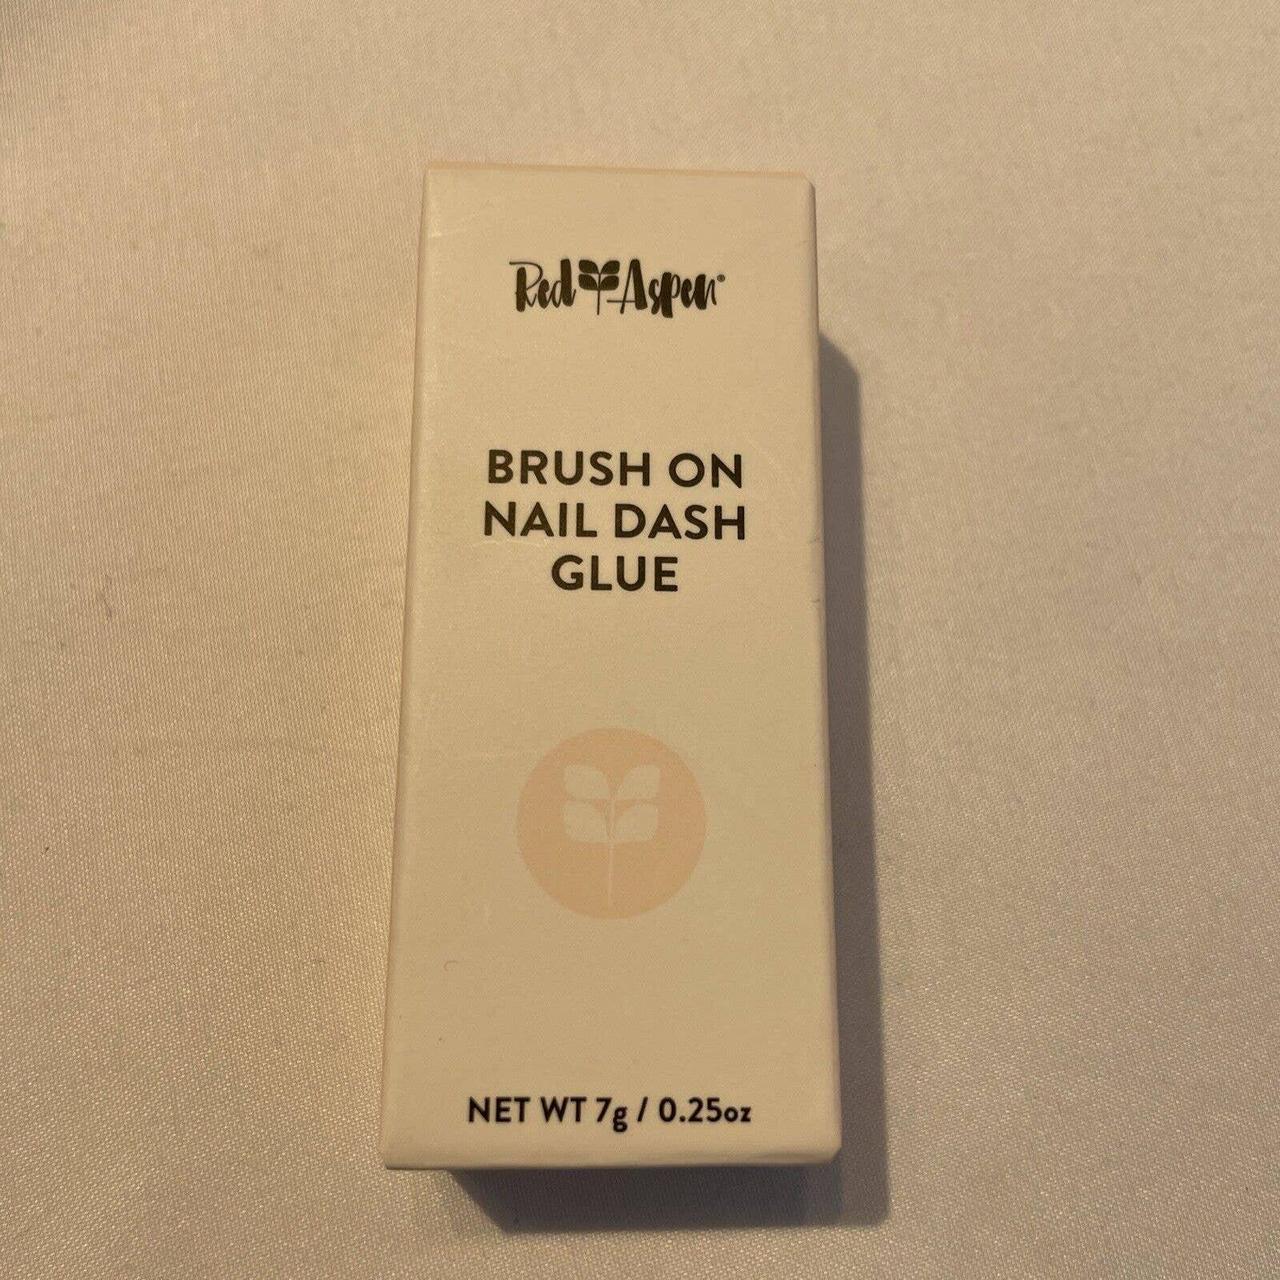 Red Aspen®
BRUSH ON
NAIL DASH
GLUE
NET WT 7g / 0.25oz